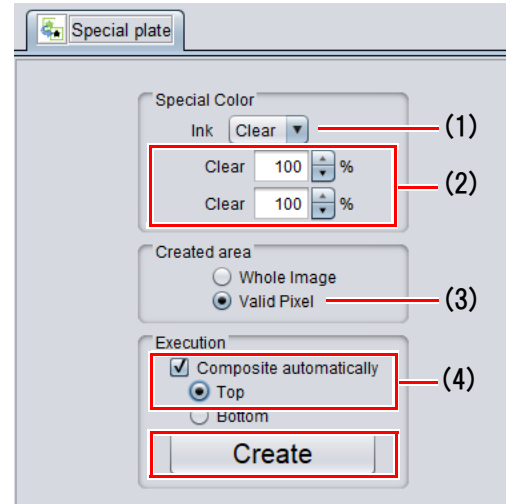 Special plate
Special Color
Ink Clear (1)
Clear 100 %
(2)
Clear 100 %
Created area
Whole Image
Valid Pixel (3)
Execution
Composite automatically
(4)
Top
Bottom
Create